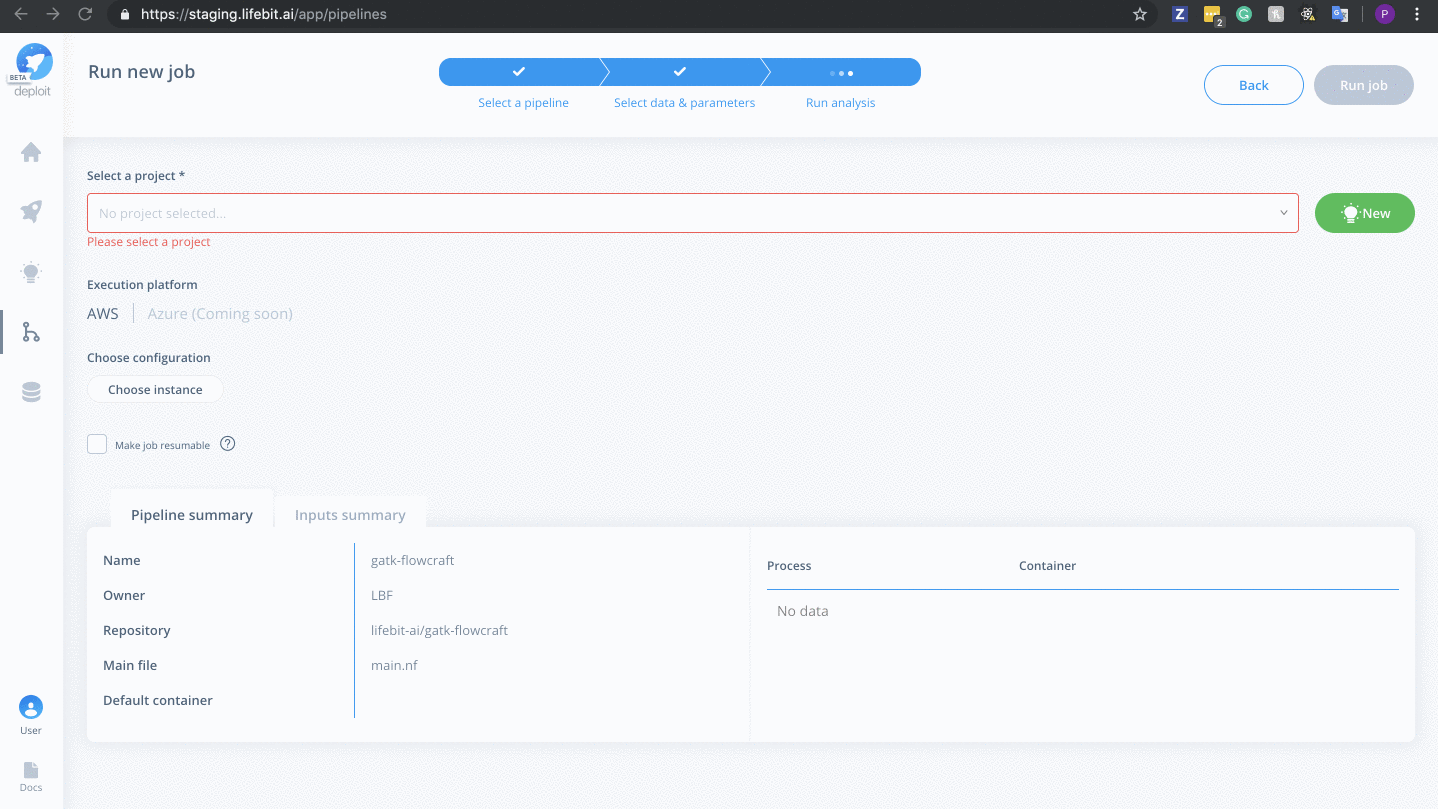 https://staging.lifebit.ai/app/pipelines
Z
2
G
P
BETA
deploit
Run new job
Select a pipeline
Select data & parameters
Run analysis
Back
Run job
Select a project *
No project selected...
New
Please select a project
Execution platform
AWS
Azure (Coming soon)
Choose configuration
Choose instance
Make job resumable ?
Pipeline summary
Inputs summary
Name gatk-flowcraft
Owner LBF
Repository lifebit-ai/gatk-flowcraft
Main file main.nf
Default container
Process Container
No data
User
Docs